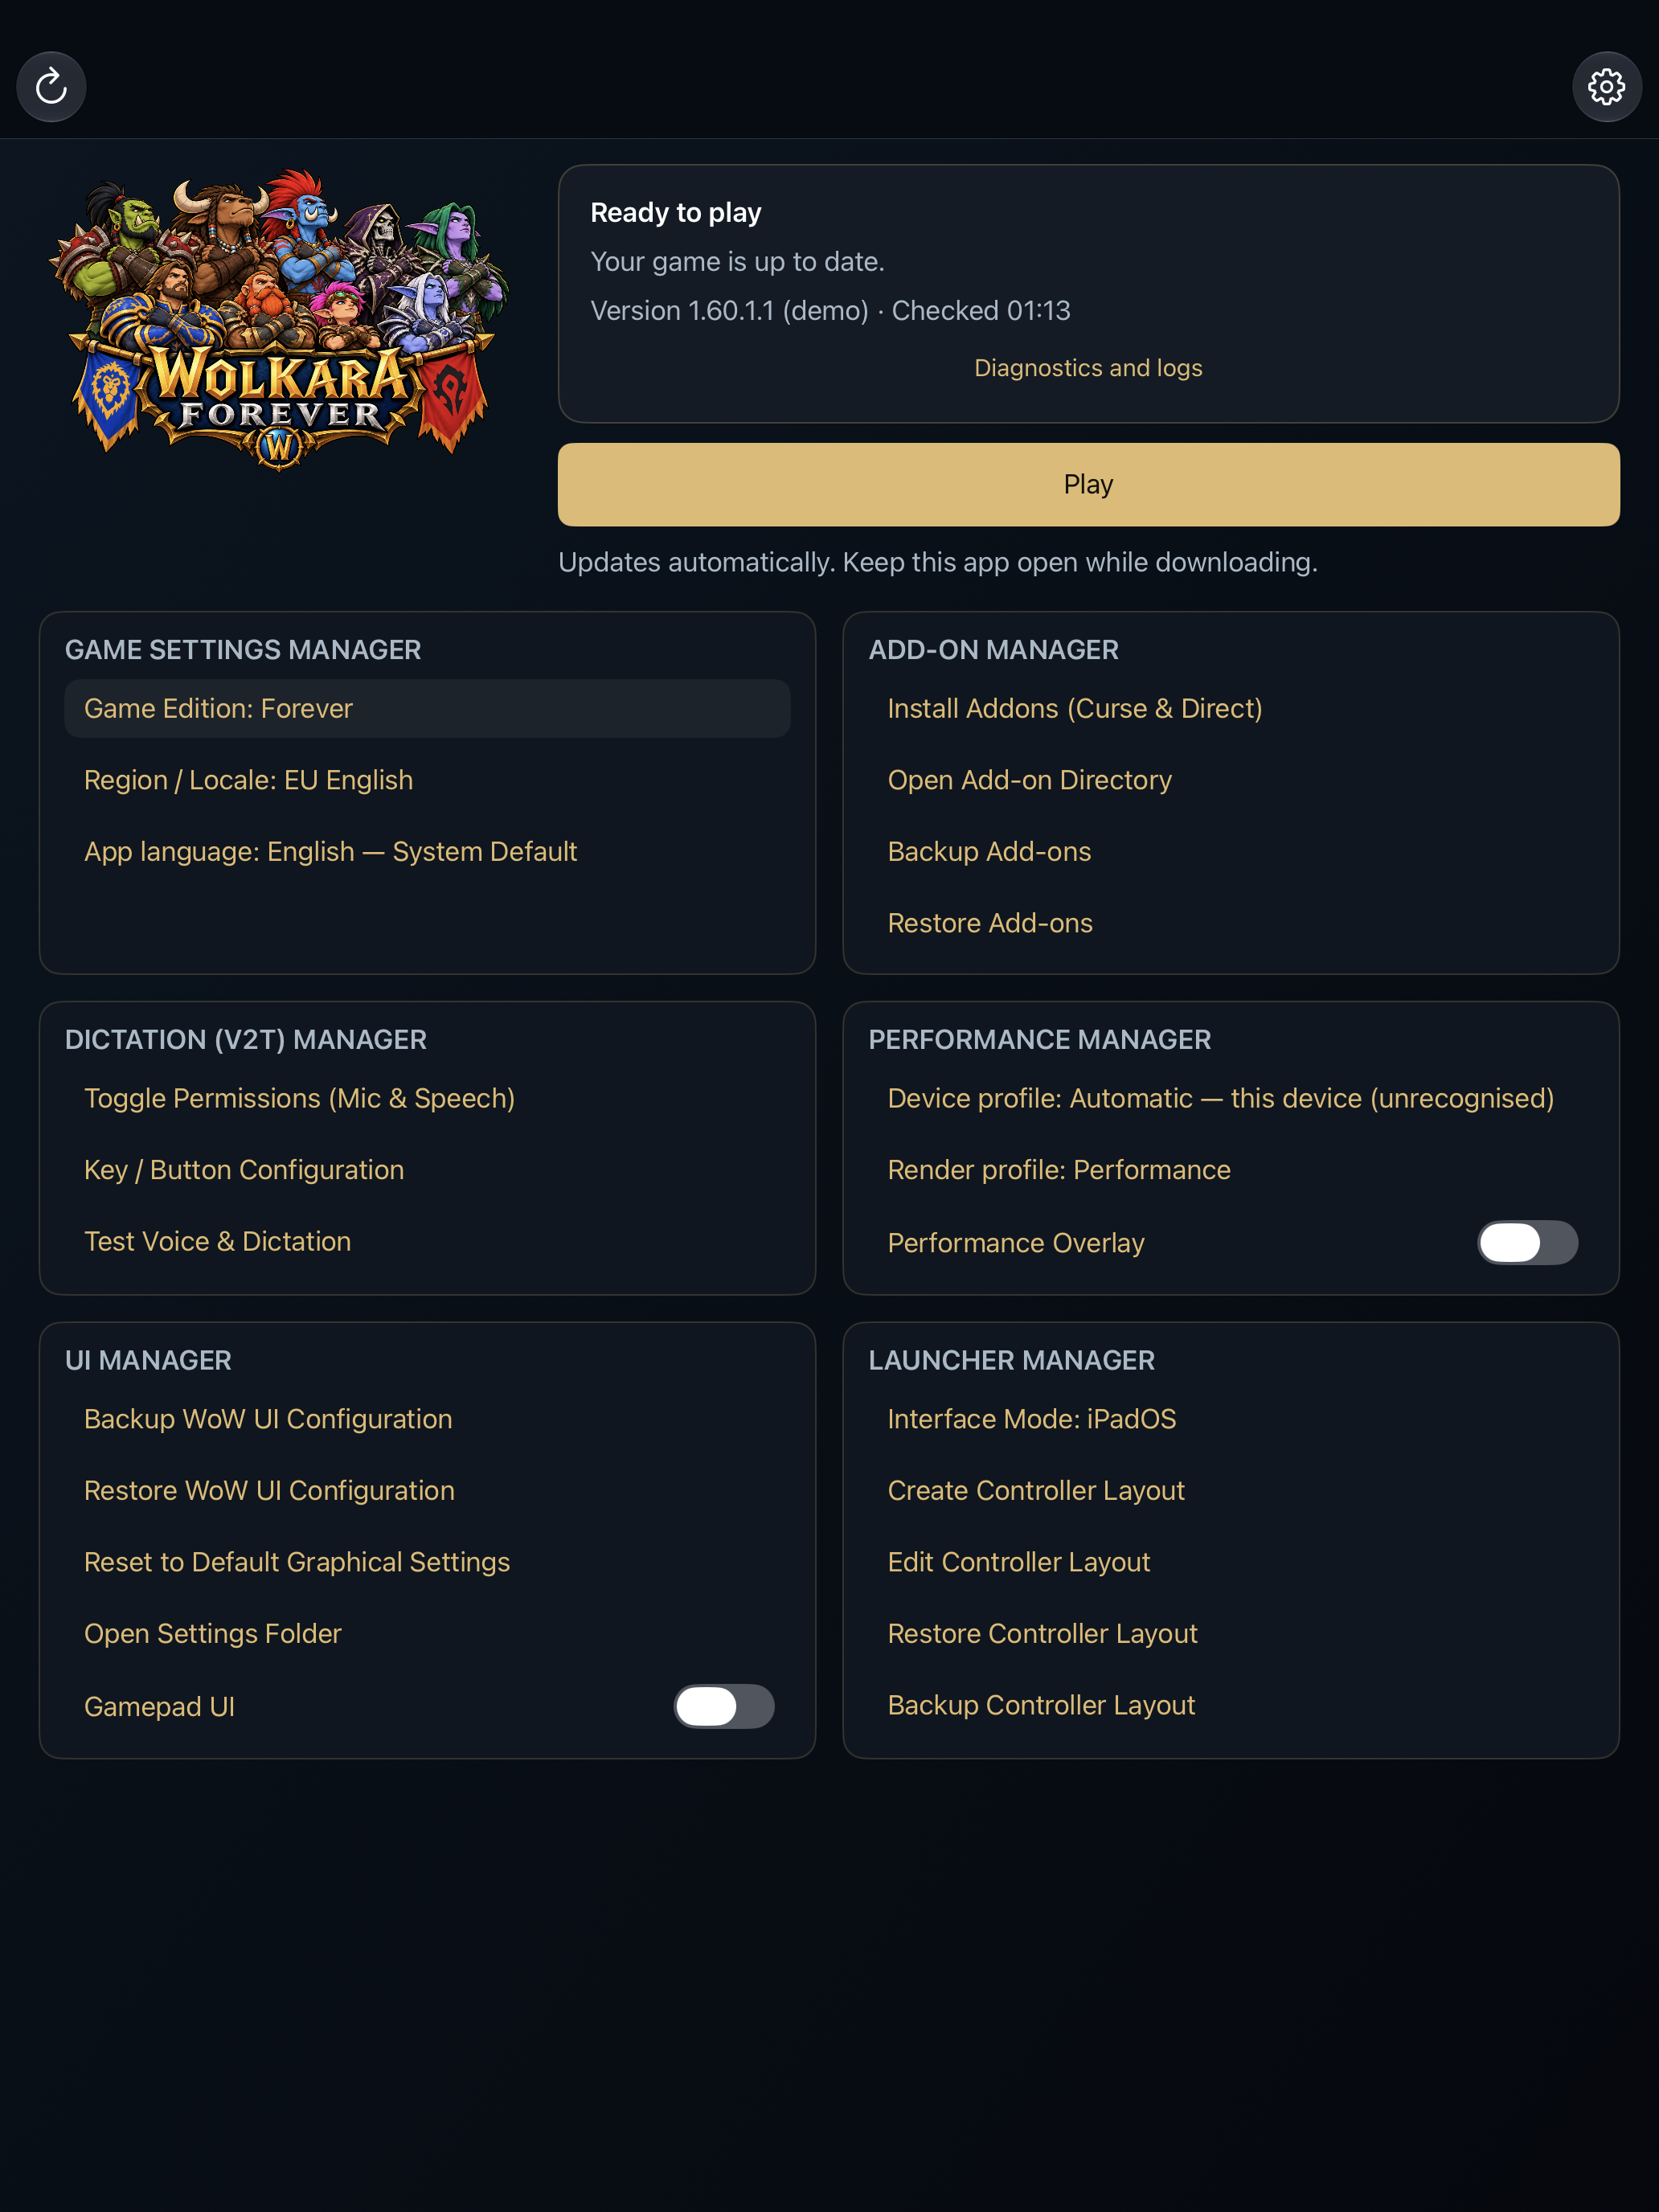 WOLKARA
FOREVER
W
Ready to play
Your game is up to date.
Version 1.60.1.1 (demo) · Checked 01:13
Diagnostics and logs
Play
Updates automatically. Keep this app open while downloading.
GAME SETTINGS MANAGER
Game Edition: Forever
Region / Locale: EU English
App language: English — System Default
ADD-ON MANAGER
Install Addons (Curse & Direct)
Open Add-on Directory
Backup Add-ons
Restore Add-ons
DICTATION (V2T) MANAGER
Toggle Permissions (Mic & Speech)
Key / Button Configuration
Test Voice & Dictation
PERFORMANCE MANAGER
Device profile: Automatic — this device (unrecognised)
Render profile: Performance
Performance Overlay
UI MANAGER
Backup WoW UI Configuration
Restore WoW UI Configuration
Reset to Default Graphical Settings
Open Settings Folder
Gamepad UI
LAUNCHER MANAGER
Interface Mode: iPadOS
Create Controller Layout
Edit Controller Layout
Restore Controller Layout
Backup Controller Layout